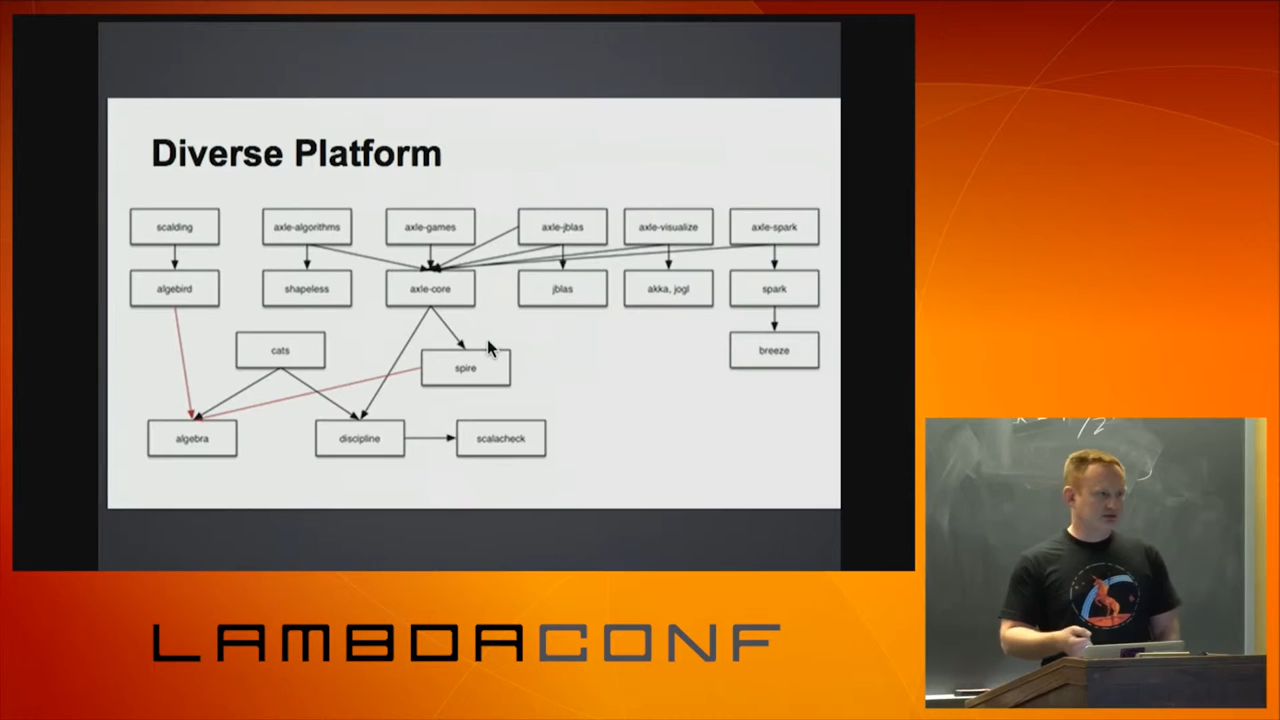 Diverse Platform
scalding
axle-algorithms
axle-games
axle-jblas
axle-visualize
axle-spark
algebird
shapeless
axle-core
jblas
akka, jogl
spark
cats
spire
breeze
algebra
discipline
scalacheck
LAMBDACONF